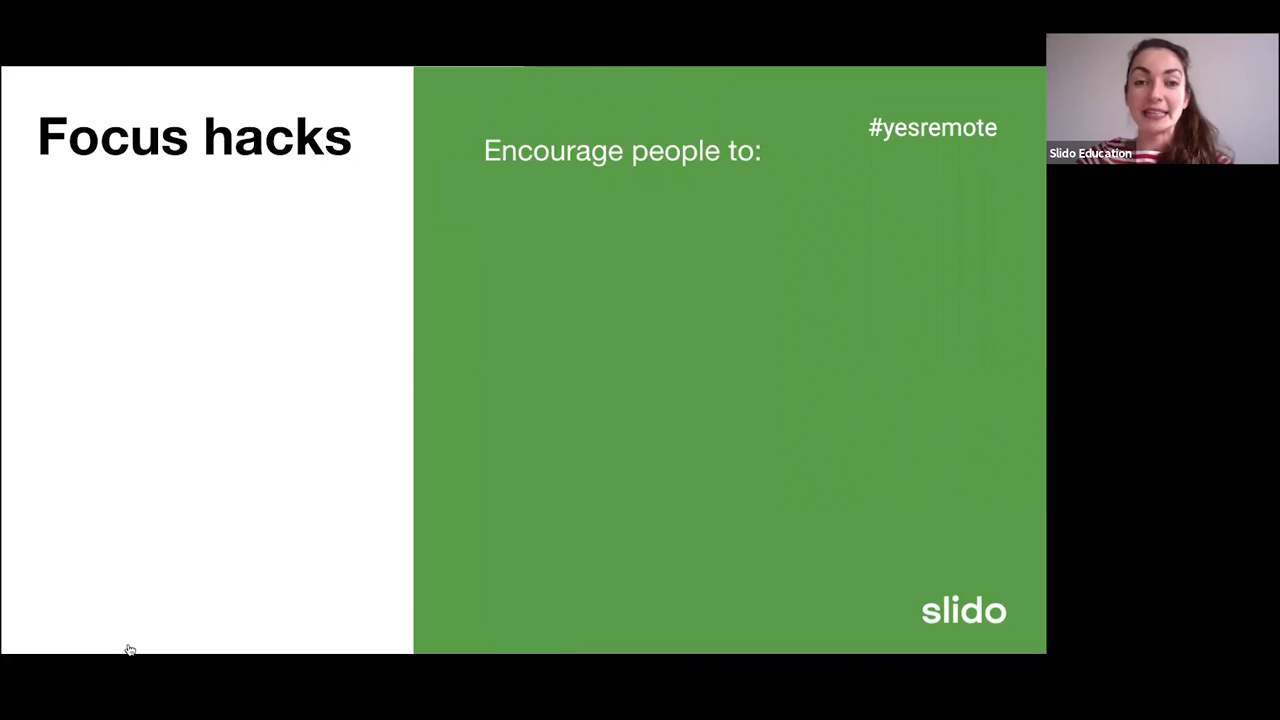 Focus hacks
#yesremote
Encourage people to:
Slido Education
slido